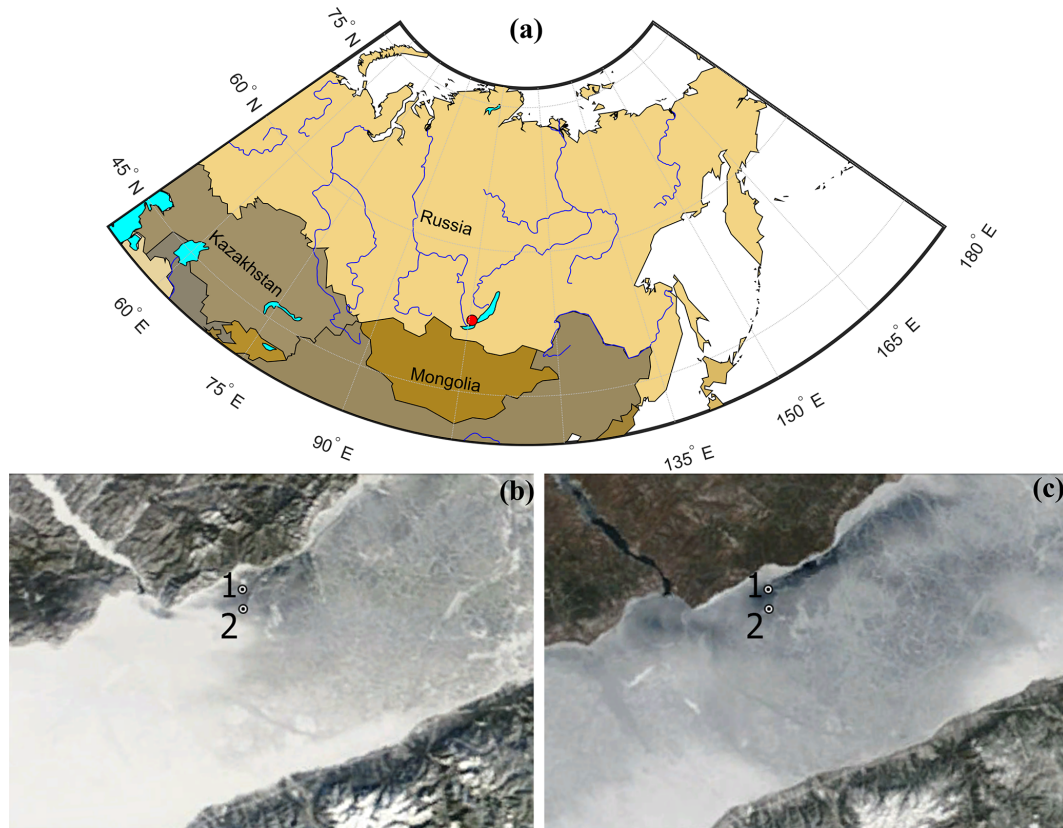 (a)
75° N
60° N
45° N
Russia
Kazakhstan
Mongolia
60° E
75° E
90° E
135° E
150° E
165° E
180° E
(b)
(c)
1
2
1
2